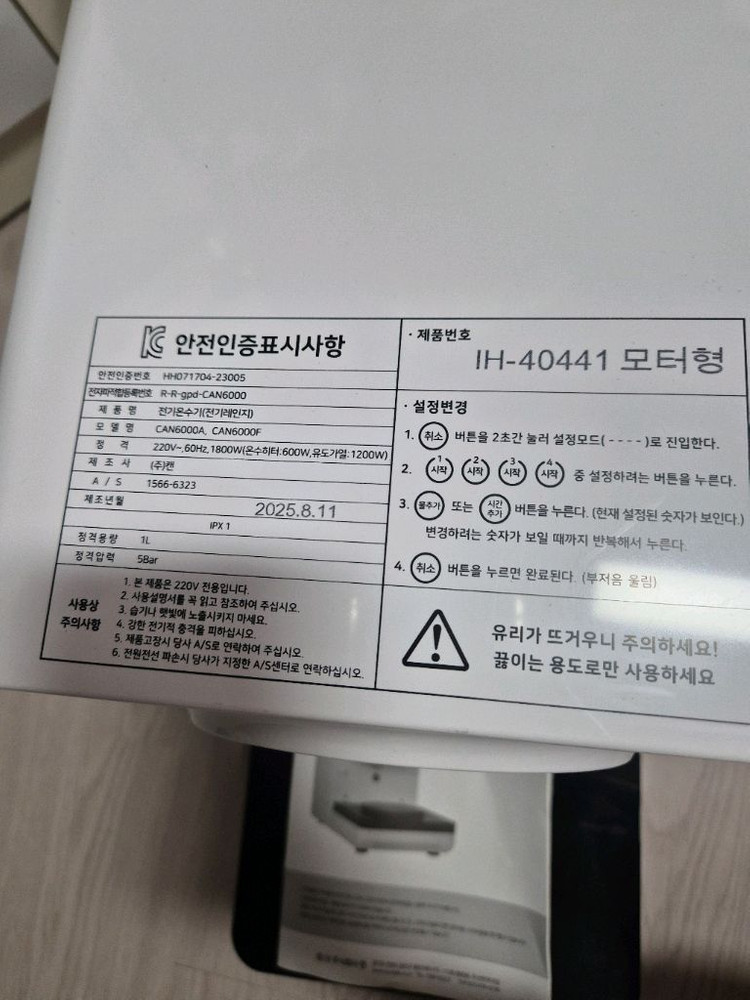 KC 안전인증표시사항
안전인증번호 HH071704-23005
전자파적합등록번호 R-R-gpd-CAN6000
제품명 전기온수기(전기레인지)
모델명 CAN6000A, CAN6000F
정격 220V~,60Hz,1800W(온수히터:600W,유도가열:1200W)
제조사 (주)캔
A / S 1566-6323
제조년월 2025.8.11
IPX 1
정격용량 1L
정격압력 5Bar
사용상 주의사항
1. 본 제품은 220V 전용입니다.
2. 사용설명서를 꼭 읽고 참조하여 주십시오.
3. 습기나 햇빛에 노출시키지 마세요.
4. 강한 전기적 충격을 피하십시오.
5. 제품고장시 당사 A/S로 연락하여 주십시오.
6. 전원전선 파손시 당사가 지정한 A/S센터로 연락하십시오.
· 제품번호
IH-40441 모터형
· 설정변경
1. 취소 버튼을 2초간 눌러 설정모드( - - - - )로 진입한다.
2. 1 시작 2 시작 3 시작 4 시작 중 설정하려는 버튼을 누른다.
3. 물추가 또는 시간추가 버튼을 누른다. (현재 설정된 숫자가 보인다.)
변경하려는 숫자가 보일 때까지 반복해서 누른다.
4. 취소 버튼을 누르면 완료된다. (부저음 울림)
유리가 뜨거우니 주의하세요!
끓이는 용도로만 사용하세요